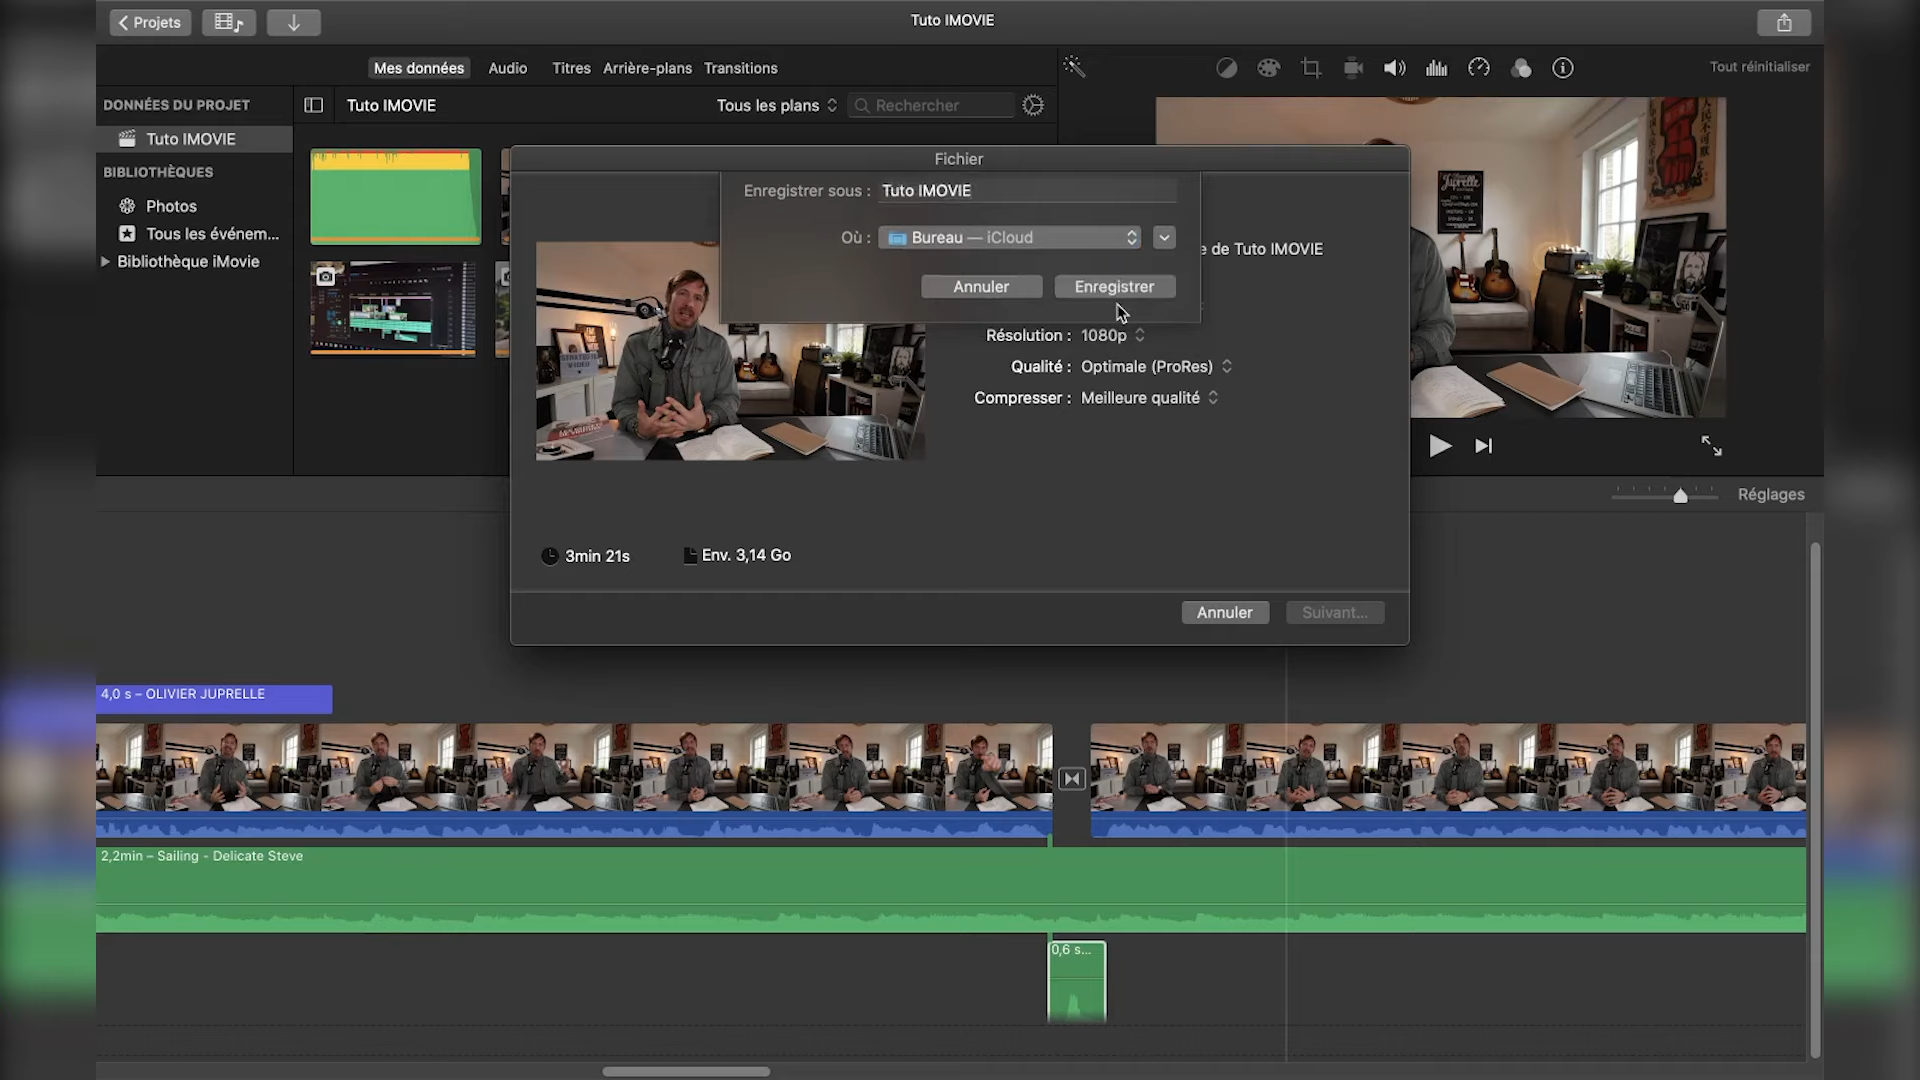 Projets
Tuto IMOVIE
Mes données
Audio
Titres
Arrière-plans
Transitions
Tout réinitialiser
DONNÉES DU PROJET
Tuto IMOVIE
Tous les plans
Rechercher
Tuto IMOVIE
BIBLIOTHÈQUES
Photos
Tous les événem...
Bibliothèque iMovie
Fichier
Enregistrer sous : Tuto IMOVIE
Où : Bureau — iCloud
e de Tuto IMOVIE
Annuler
Enregistrer
Résolution : 1080p
Qualité : Optimale (ProRes)
Compresser : Meilleure qualité
Juprelle
Réglages
3min 21s
Env. 3,14 Go
Annuler
Suivant...
4,0 s – OLIVIER JUPRELLE
2,2min – Sailing - Delicate Steve
0,6 s...